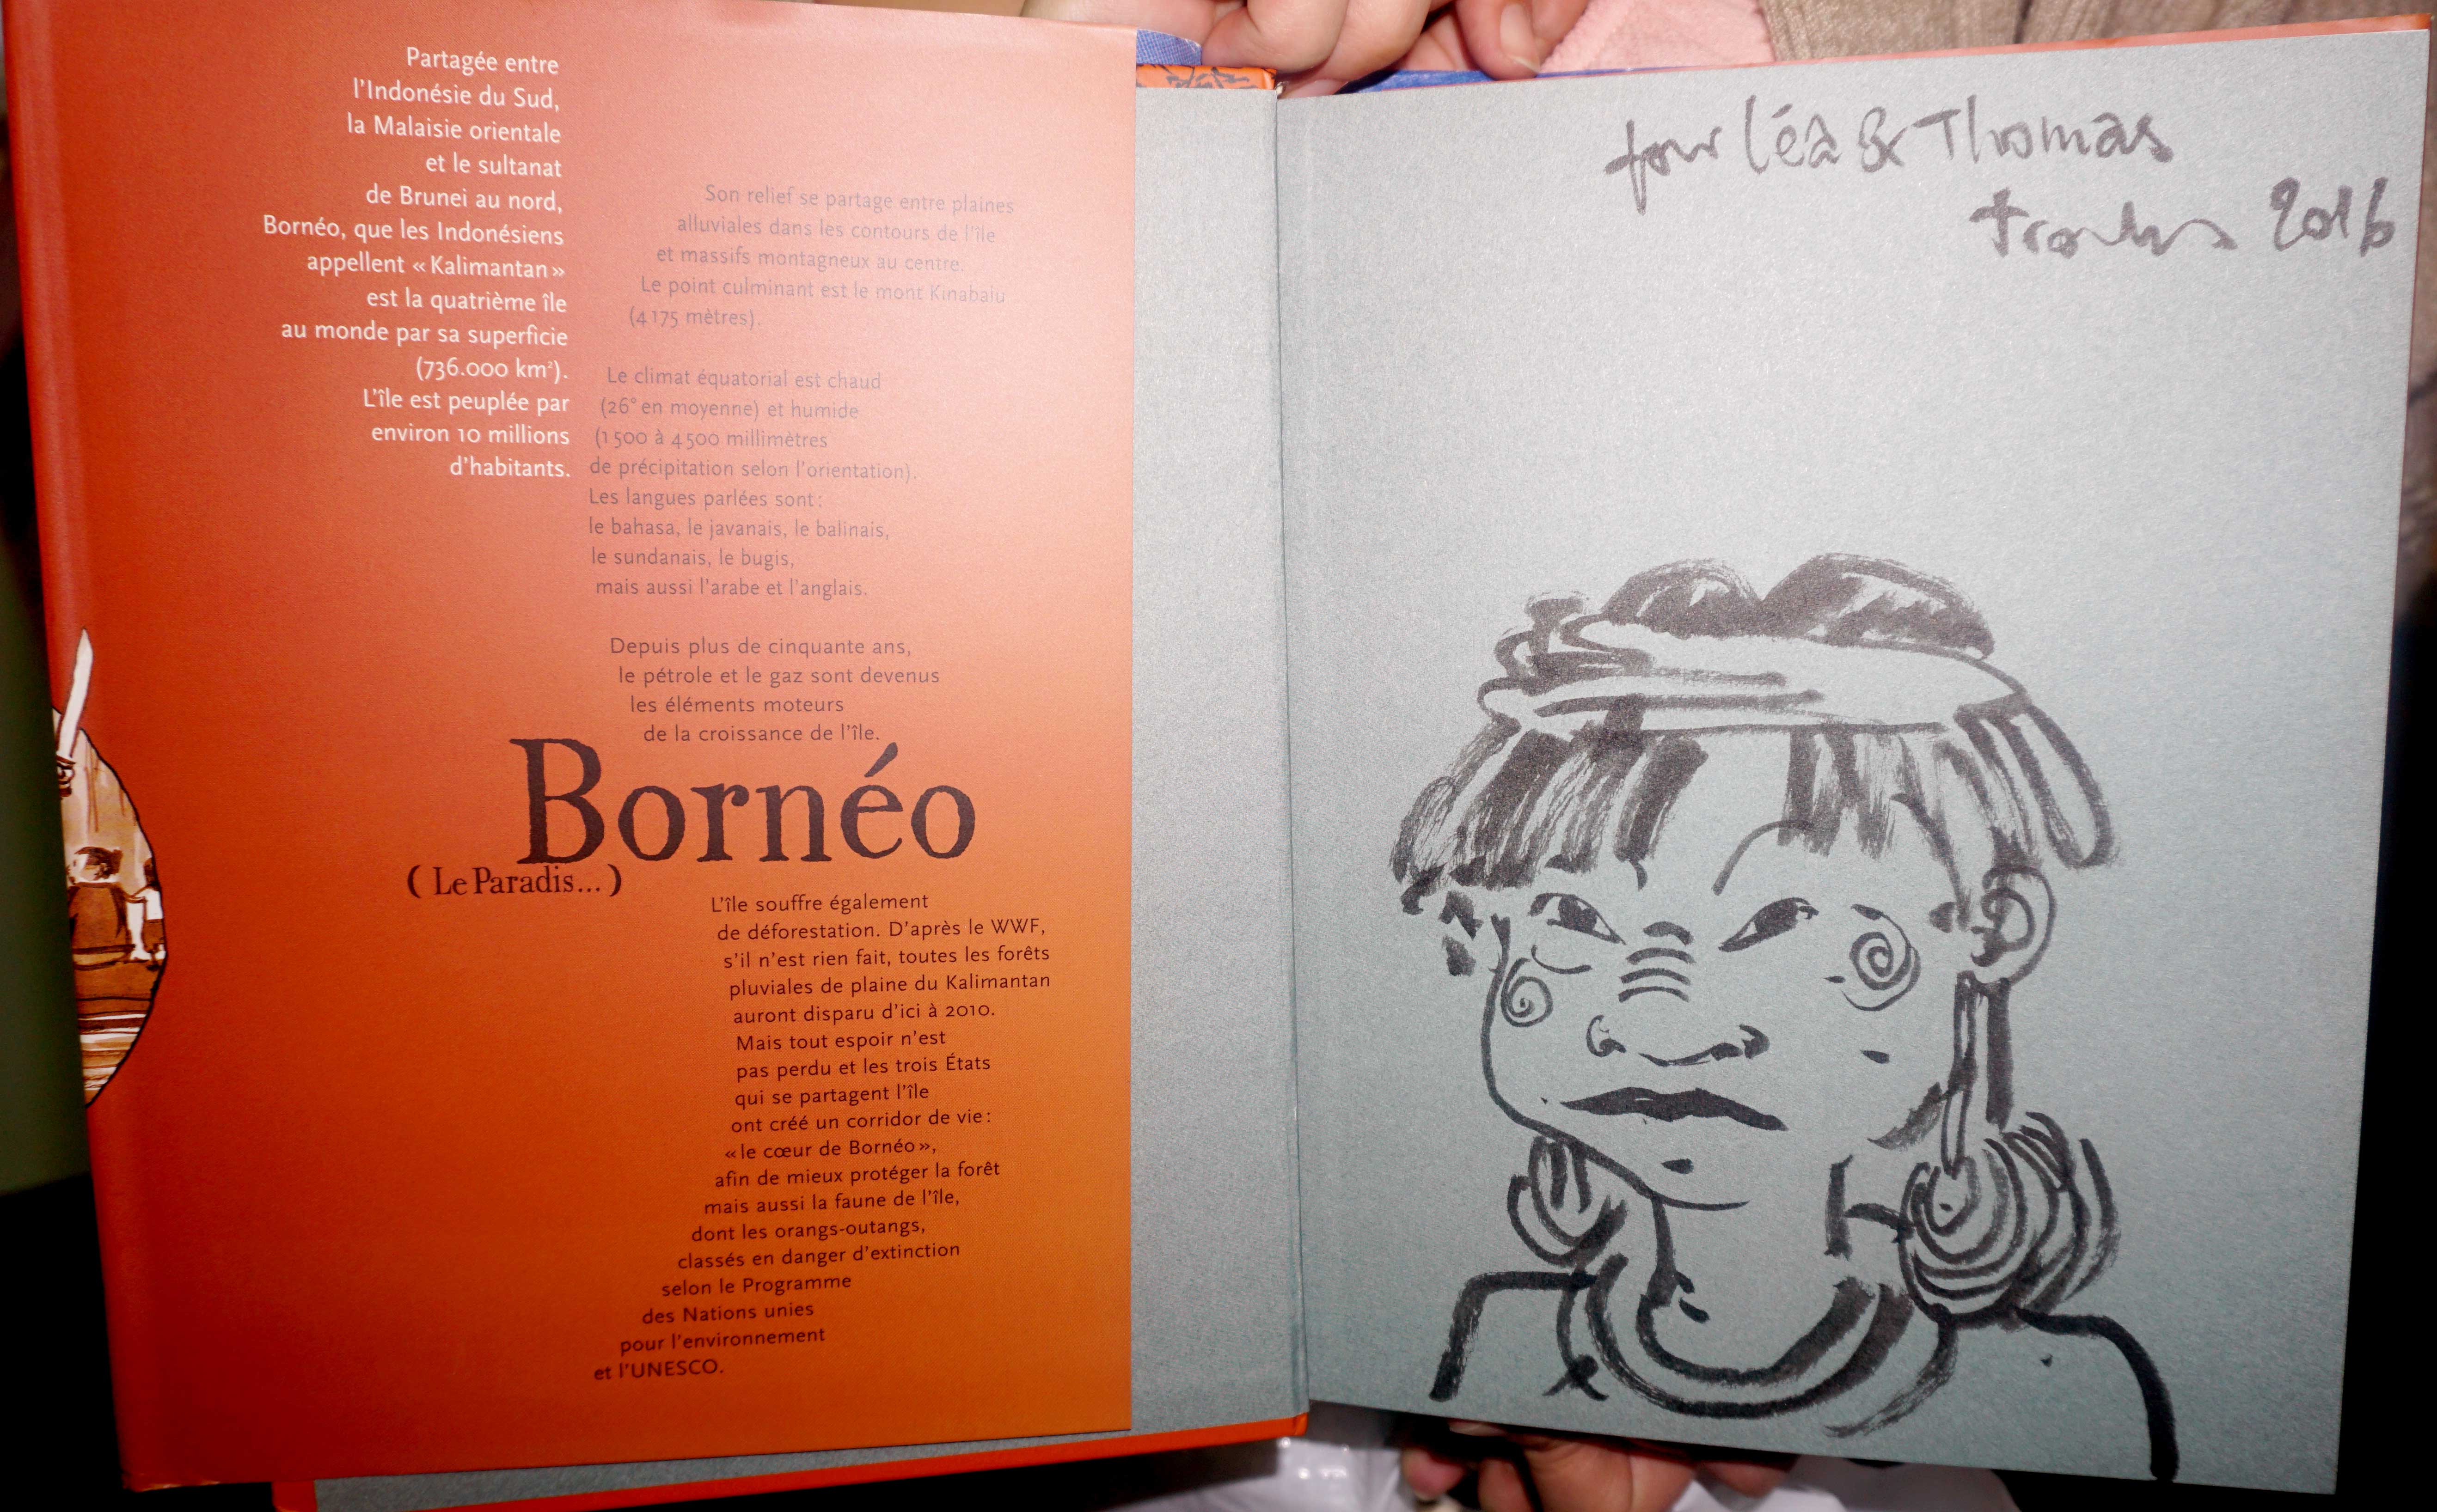 Partagée entre
l'Indonésie du Sud,
la Malaisie orientale
et le sultanat
de Brunei au nord,
Bornéo, que les Indonésiens
appellent « Kalimantan »
est la quatrième île
au monde par sa superficie
(736.000 km²).
L'île est peuplée par
environ 10 millions
d'habitants.
Son relief se partage entre plaines
alluviales dans les contours de l'île
et massifs montagneux au centre.
Le point culminant est le mont Kinabalu
(4 175 mètres).
Le climat équatorial est chaud
(26° en moyenne) et humide
(1 500 à 4 500 millimètres
de précipitation selon l'orientation).
Les langues parlées sont :
le bahasa, le javanais, le balinais,
le sundanais, le bugis,
mais aussi l'arabe et l'anglais.
Depuis plus de cinquante ans,
le pétrole et le gaz sont devenus
les éléments moteurs
de la croissance de l'île.
Bornéo
( Le Paradis... )
L'île souffre également
de déforestation. D'après le WWF,
s'il n'est rien fait, toutes les forêts
pluviales de plaine du Kalimantan
auront disparu d'ici à 2010.
Mais tout espoir n'est
pas perdu et les trois États
qui se partagent l'île
ont créé un corridor de vie :
« le cœur de Bornéo »,
afin de mieux protéger la forêt
mais aussi la faune de l'île,
dont les orangs-outangs,
classés en danger d'extinction
selon le Programme
des Nations unies
pour l'environnement
et l'UNESCO.
pour Léa & Thomas
2016